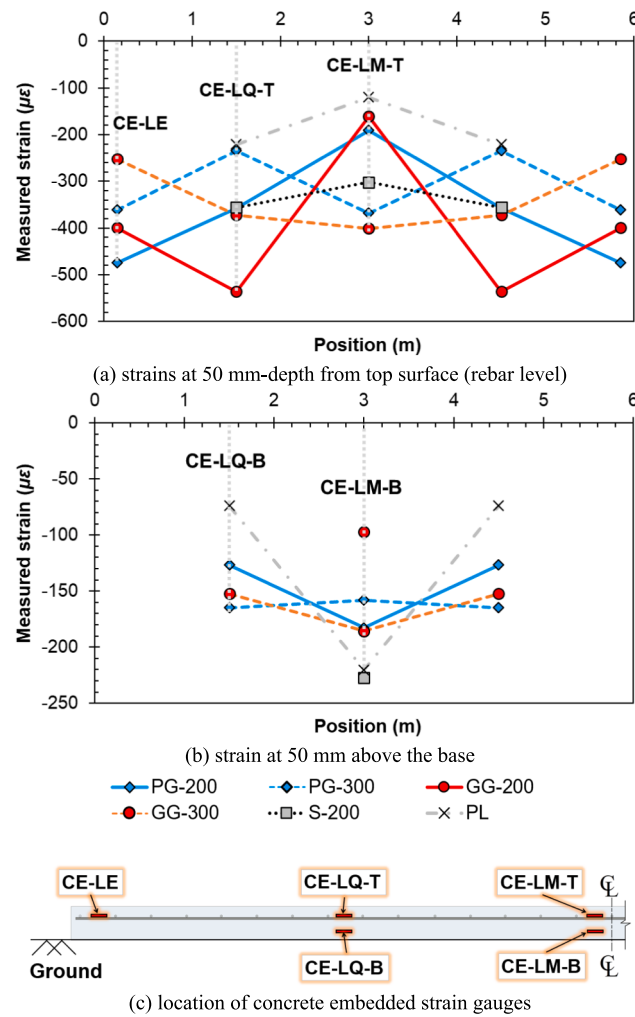 0 1 2 3 4 5 6
0
-100
-200
-300
-400
-500
-600
Measured strain (με)
CE-LE
CE-LQ-T
CE-LM-T
Position (m)
(a) strains at 50 mm-depth from top surface (rebar level)
0 1 2 3 4 5 6
0
-50
-100
-150
-200
-250
Measured strain (με)
CE-LQ-B
CE-LM-B
Position (m)
(b) strain at 50 mm above the base
PG-200 PG-300 GG-200
GG-300 S-200 PL
CE-LE CE-LQ-T CE-LM-T ℄
Ground CE-LQ-B CE-LM-B ℄
(c) location of concrete embedded strain gauges